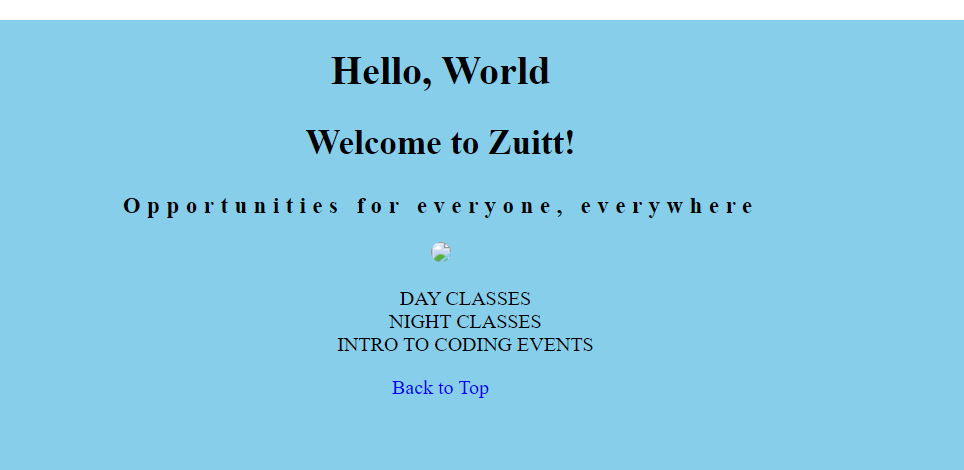 Hello, World
Welcome to Zuitt!
Opportunities for everyone, everywhere
DAY CLASSES
NIGHT CLASSES
INTRO TO CODING EVENTS
Back to Top